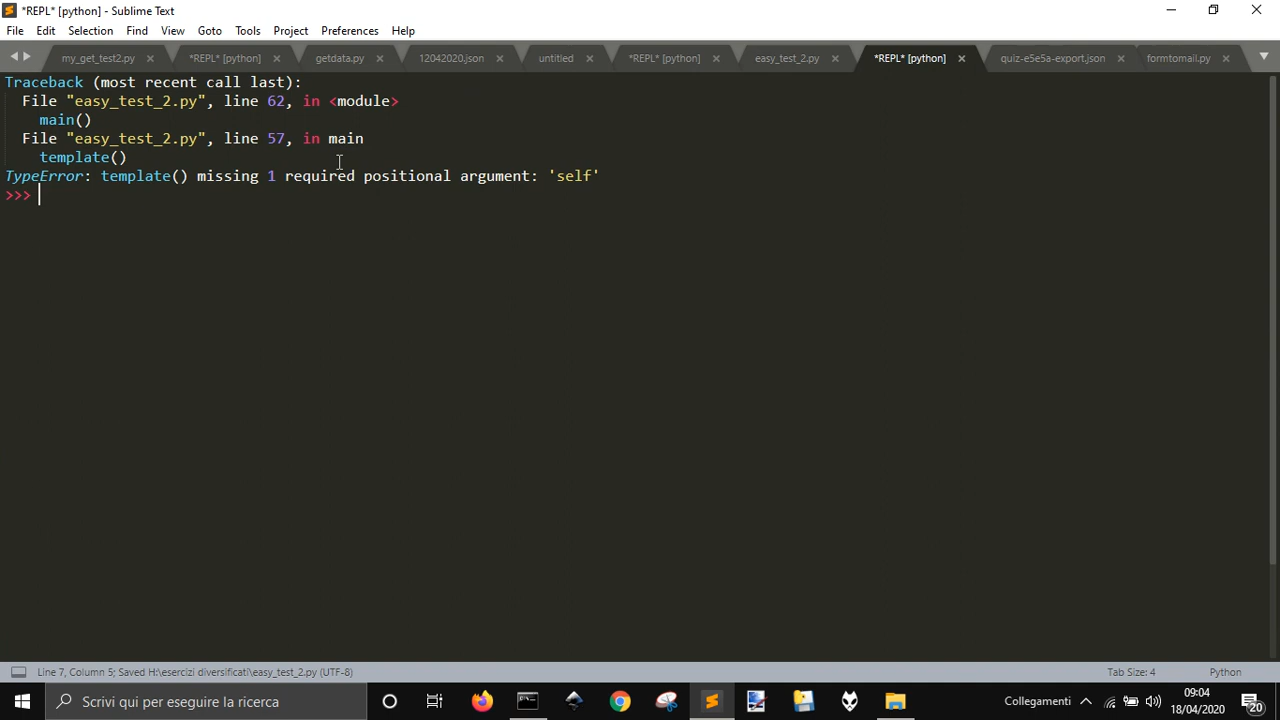 *REPL* [python] - Sublime Text
File Edit Selection Find View Goto Tools Project Preferences Help
my_get_test2.py *REPL* [python] getdata.py 12042020.json untitled *REPL* [python] easy_test_2.py *REPL* [python] quiz-e5e5a-export.json formtomail.py
Traceback (most recent call last):
File "easy_test_2.py", line 62, in <module>
main()
File "easy_test_2.py", line 57, in main
template()
TypeError: template() missing 1 required positional argument: 'self'
>>>
Line 7, Column 5; Saved H:\esercizi diversificati\easy_test_2.py (UTF-8) Tab Size: 4 Python
Scrivi qui per eseguire la ricerca Collegamenti 09:04
18/04/2020 20